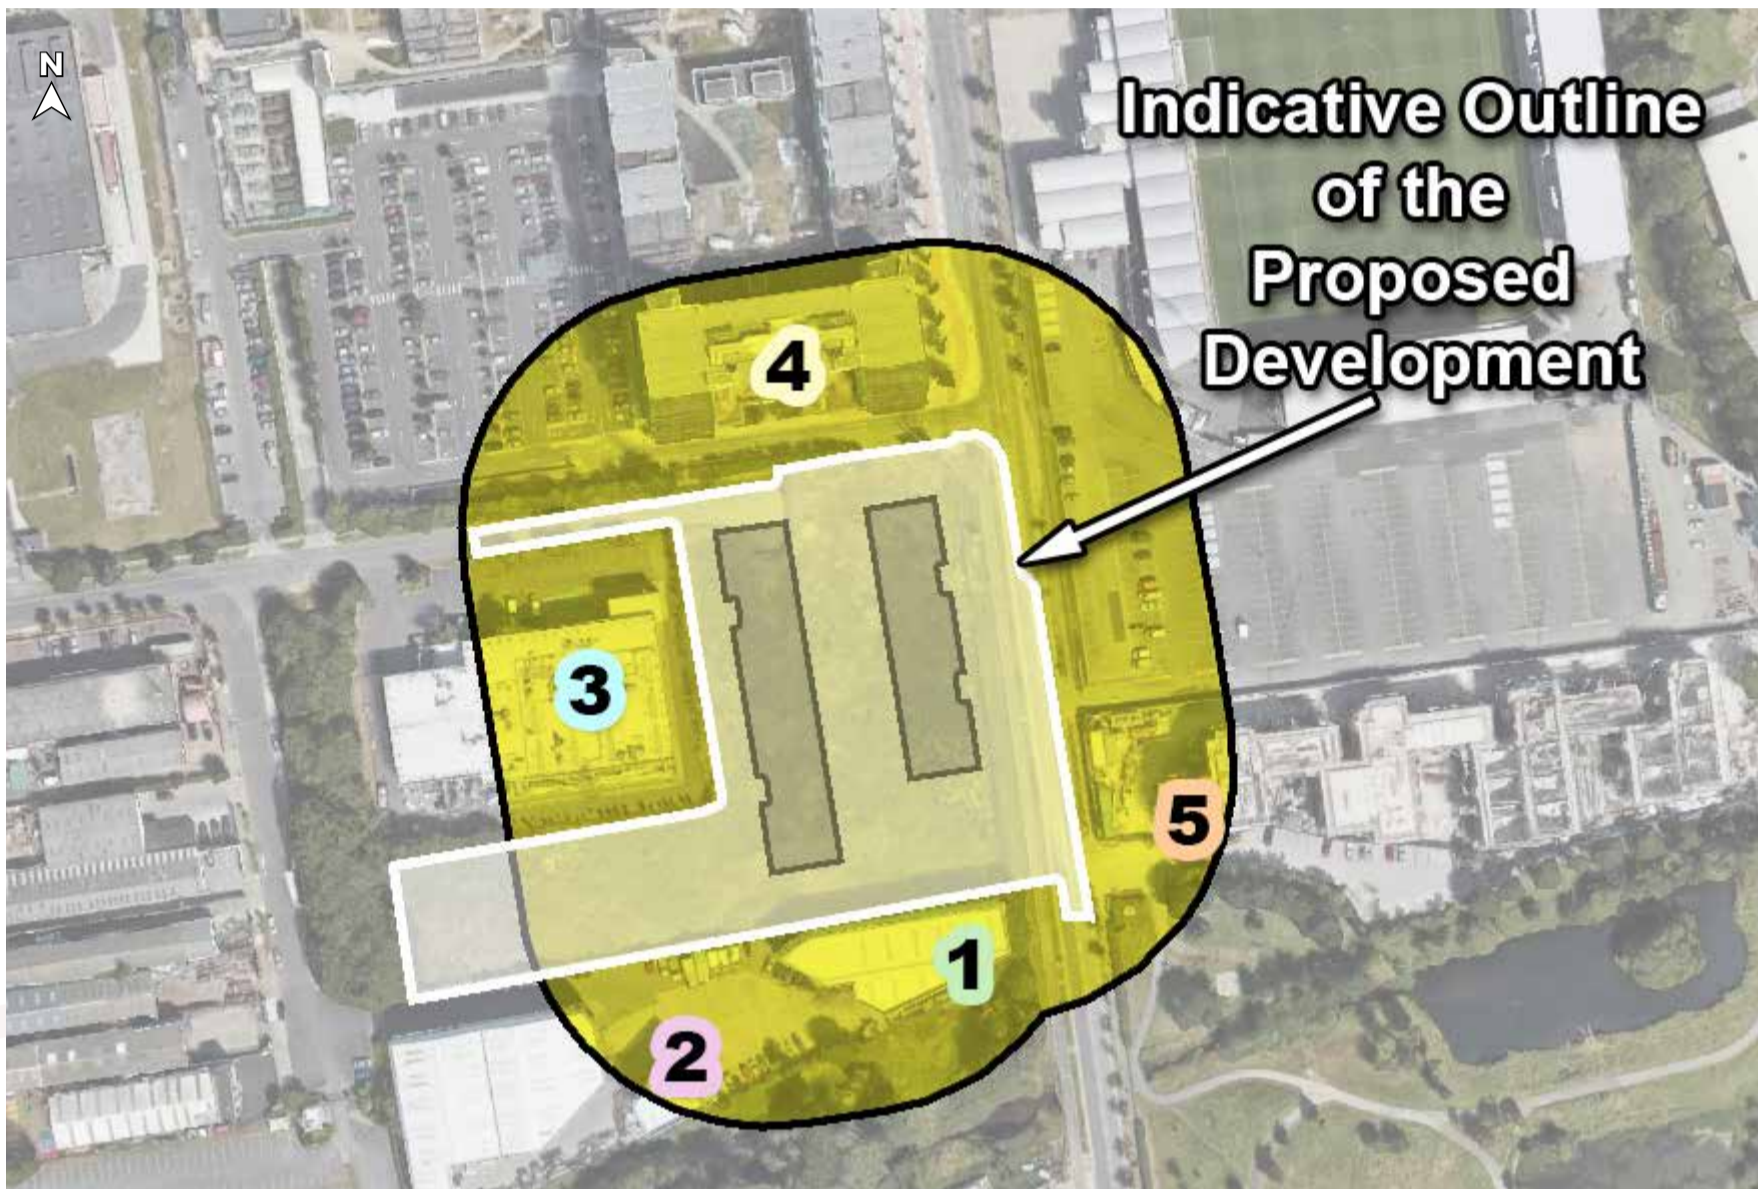 N
Indicative Outline
of the
Proposed
Development
4
3
5
1
2